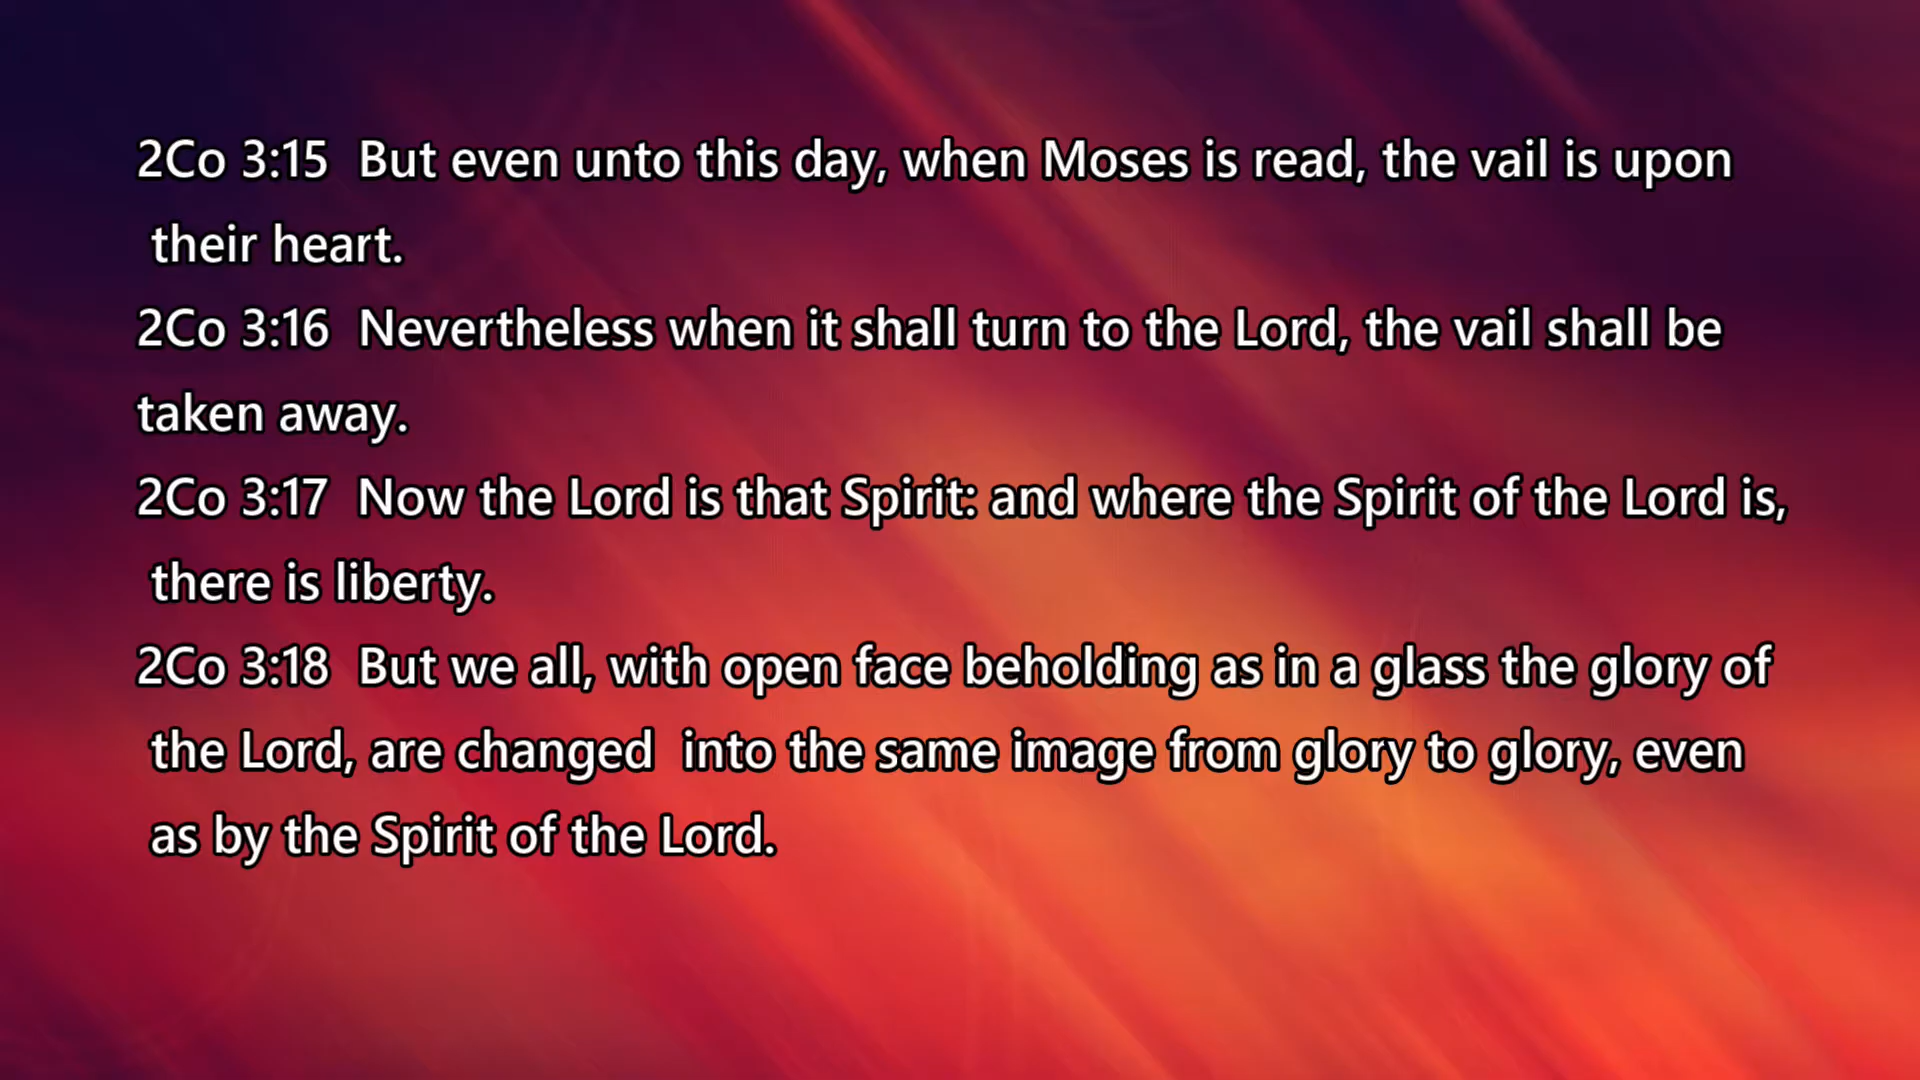 2Co 3:15 But even unto this day, when Moses is read, the vail is upon
their heart.
2Co 3:16 Nevertheless when it shall turn to the Lord, the vail shall be
taken away.
2Co 3:17 Now the Lord is that Spirit: and where the Spirit of the Lord is,
there is liberty.
2Co 3:18 But we all, with open face beholding as in a glass the glory of
the Lord, are changed into the same image from glory to glory, even
as by the Spirit of the Lord.